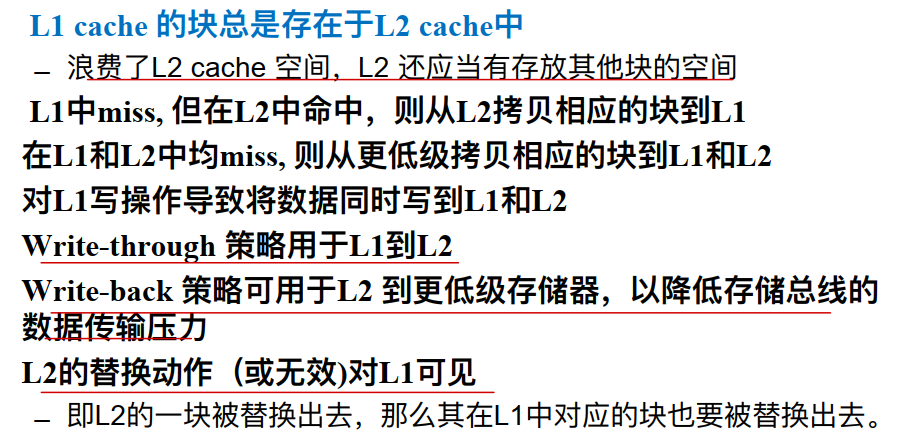 L1 cache 的块总是存在于L2 cache中
– 浪费了L2 cache 空间，L2 还应当有存放其他块的空间
L1中miss, 但在L2中命中，则从L2拷贝相应的块到L1
在L1和L2中均miss, 则从更低级拷贝相应的块到L1和L2
对L1写操作导致将数据同时写到L1和L2
Write-through 策略用于L1到L2
Write-back 策略可用于L2 到更低级存储器，以降低存储总线的
数据传输压力
L2的替换动作（或无效)对L1可见
– 即L2的一块被替换出去，那么其在L1中对应的块也要被替换出去。